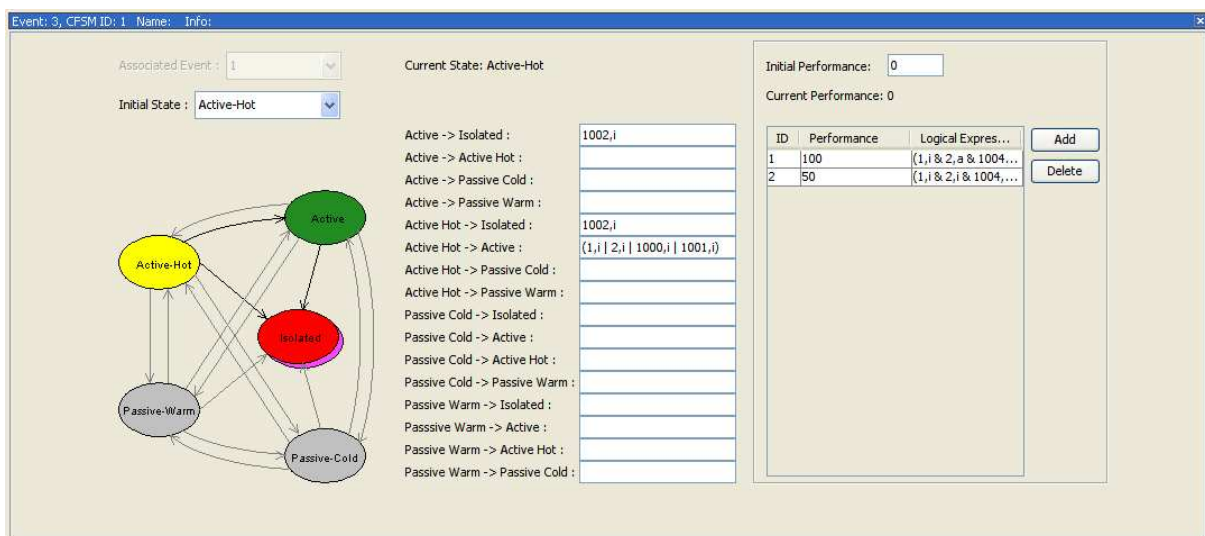 Event: 3, CFSM ID: 1 Name: Info:
Associated Event : 1
Initial State : Active-Hot
Current State: Active-Hot
Active -> Isolated : 1002,i
Active -> Active Hot :
Active -> Passive Cold :
Active -> Passive Warm :
Active Hot -> Isolated : 1002,i
Active Hot -> Active : (1,i | 2,i | 1000,i | 1001,i)
Active Hot -> Passive Cold :
Active Hot -> Passive Warm :
Passive Cold -> Isolated :
Passive Cold -> Active :
Passive Cold -> Active Hot :
Passive Cold -> Passive Warm :
Passive Warm -> Isolated :
Passsive Warm -> Active :
Passive Warm -> Active Hot :
Passive Warm -> Passive Cold :
Active
Active-Hot
Isolated
Passive-Warm
Passive-Cold
Initial Performance: 0
Current Performance: 0
ID Performance Logical Expres...
1 100 (1,i & 2,a & 1004...
2 50 (1,i & 2,i & 1004,...
Add
Delete